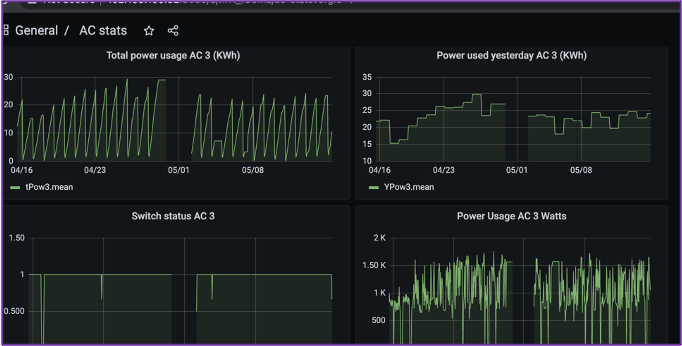 General / AC stats
Total power usage AC 3 (KWh)
30
20
10
0
04/16 04/23 05/01 05/08
tPow3.mean
Power used yesterday AC 3 (KWh)
35
30
25
20
15
10
04/16 04/23 05/01 05/08
YPow3.mean
Switch status AC 3
1.50
1
0.500
Power Usage AC 3 Watts
2 K
1.50 K
1 K
500